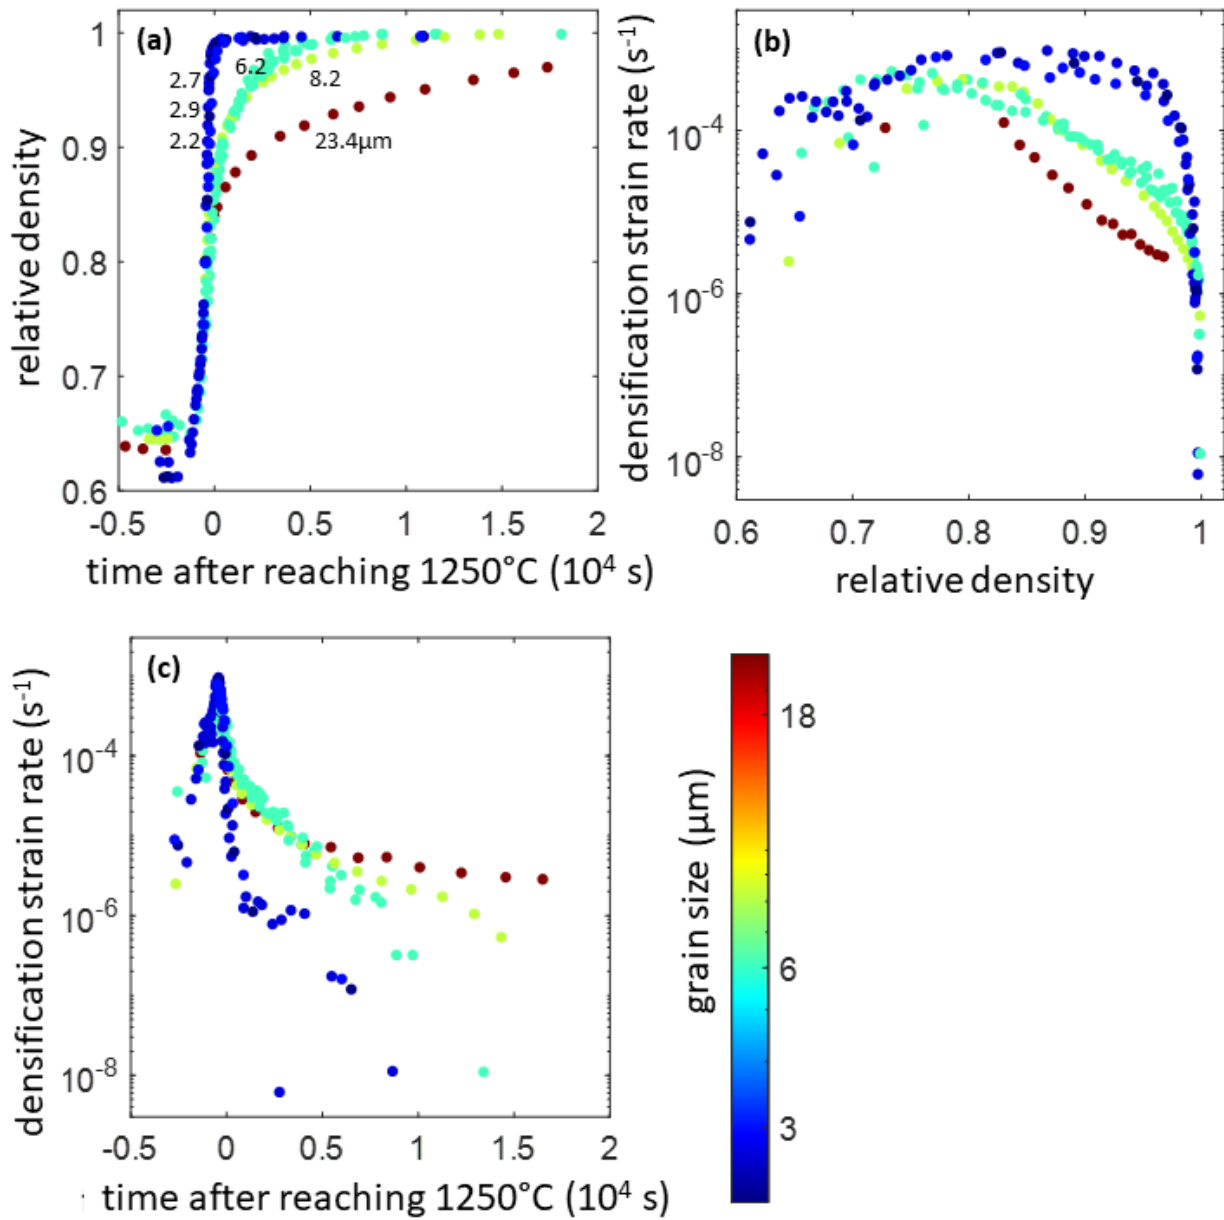 (a)
1
0.9
0.8
0.7
0.6
relative density
2.7
2.9
2.2
6.2
8.2
23.4µm
-0.5 0 0.5 1 1.5 2
time after reaching 1250°C (10⁴ s)
(b)
densification strain rate (s⁻¹)
10⁻⁴
10⁻⁶
10⁻⁸
0.6 0.7 0.8 0.9 1
relative density
(c)
densification strain rate (s⁻¹)
10⁻⁴
10⁻⁶
10⁻⁸
-0.5 0 0.5 1 1.5 2
time after reaching 1250°C (10⁴ s)
grain size (µm)
18
6
3